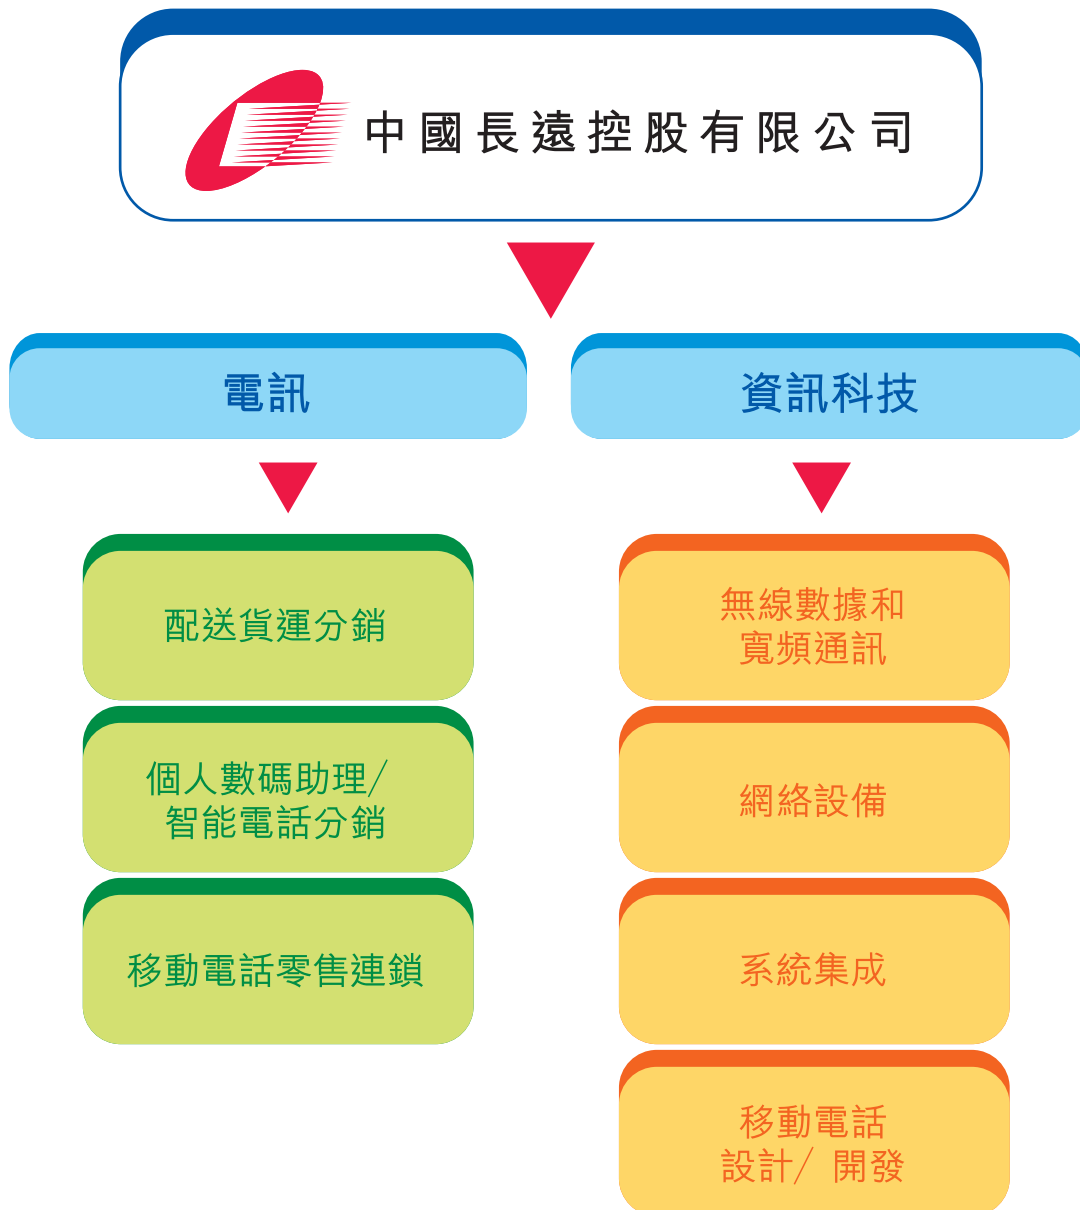 中國長遠控股有限公司
電訊
資訊科技
配送貨運分銷
個人數碼助理/
智能電話分銷
移動電話零售連鎖
無線數據和
寬頻通訊
網絡設備
系統集成
移動電話
設計/ 開發